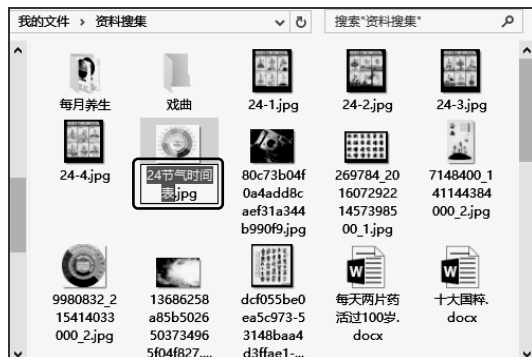 我的文件 › 资料搜集
搜索"资料搜集"
每月养生
戏曲
24-1.jpg
24-2.jpg
24-3.jpg
24-4.jpg
24节气时间
表.jpg
80c73b04f
0a4add8c
aef31a344
b990f9.jpg
269784_20
16072922
14573985
00_1.jpg
7148400_1
41144384
000_2.jpg
9980832_2
15414033
000_2.jpg
13686258
a85b5026
50373496
5f04f827....
dcf055be0
ea5c973-5
3148baa4
d3ffae1-...
每天两片药
活过100岁.
docx
十大国粹.
docx